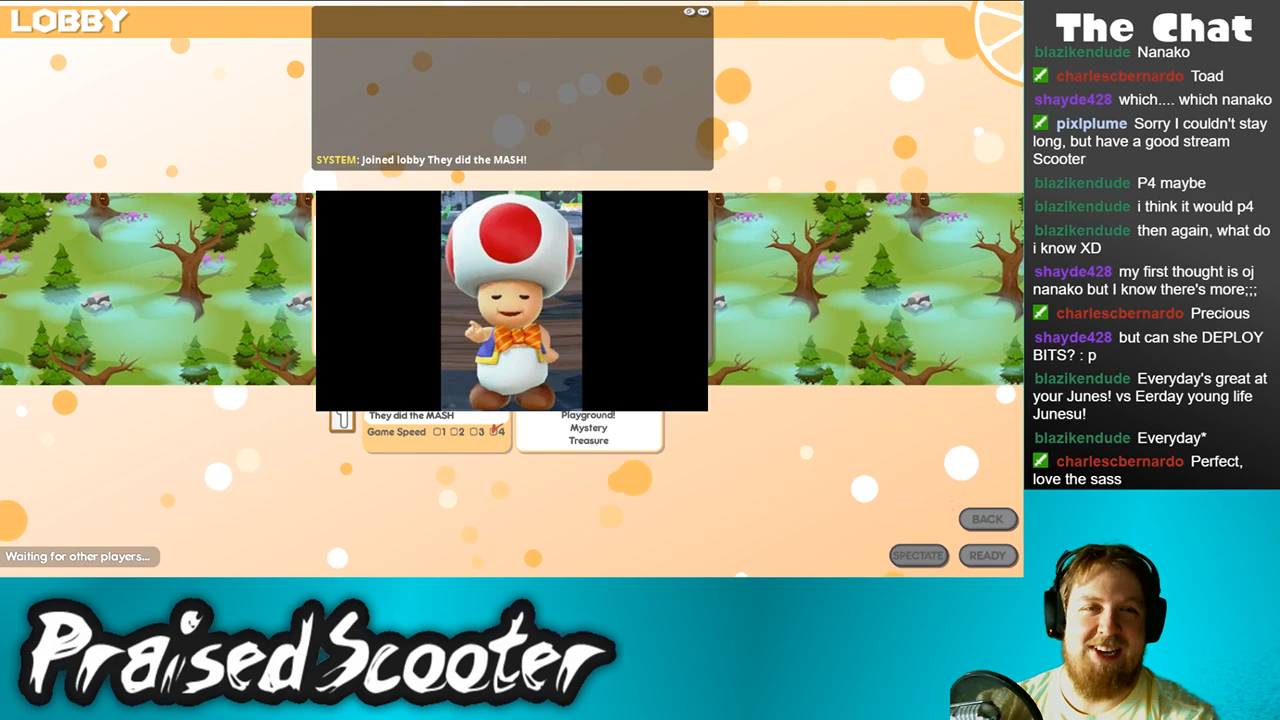 LOBBY
SYSTEM: Joined lobby They did the MASH!
1
They did the MASH
Game Speed 1 2 3 4
Playground!
Mystery
Treasure
BACK
Waiting for other players...
SPECTATE
READY
The Chat
blazikendude Nanako
charlescbernardo Toad
shayde428 which.... which nanako
pixlplume Sorry I couldn't stay
long, but have a good stream
Scooter
blazikendude P4 maybe
blazikendude i think it would p4
blazikendude then again, what do
i know XD
shayde428 my first thought is oj
nanako but I know there's more;;;
charlescbernardo Precious
shayde428 but can she DEPLOY
BITS? : p
blazikendude Everyday's great at
your Junes! vs Eerday young life
Junesu!
blazikendude Everyday*
charlescbernardo Perfect,
love the sass
PraisedScooter